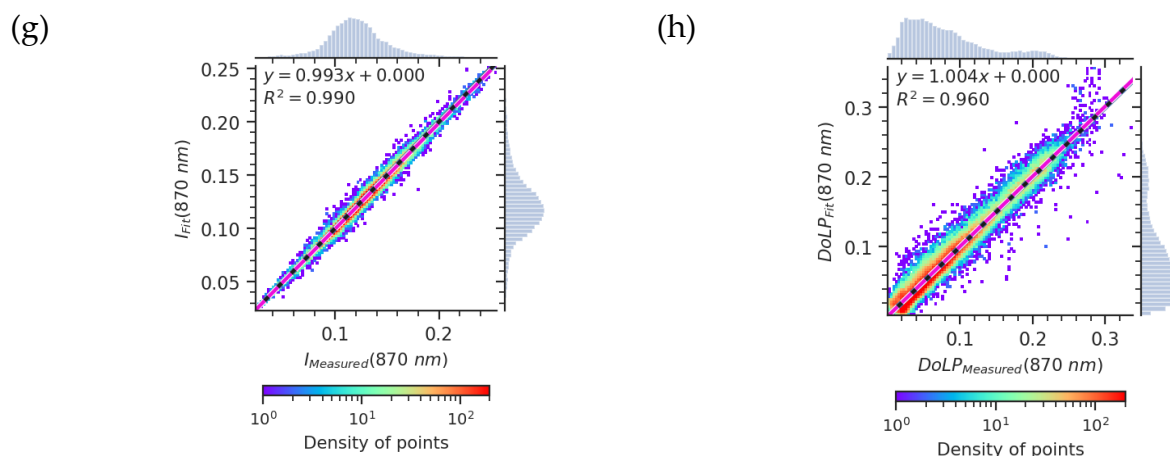 (g)
y = 0.993x + 0.000
R² = 0.990
0.25
0.20
0.15
0.10
0.05
I_Fit(870 nm)
0.1 0.2
I_Measured(870 nm)
10⁰ 10¹ 10²
Density of points
(h)
y = 1.004x + 0.000
R² = 0.960
0.3
0.2
0.1
DoLP_Fit(870 nm)
0.1 0.2 0.3
DoLP_Measured(870 nm)
10⁰ 10¹ 10²
Density of points